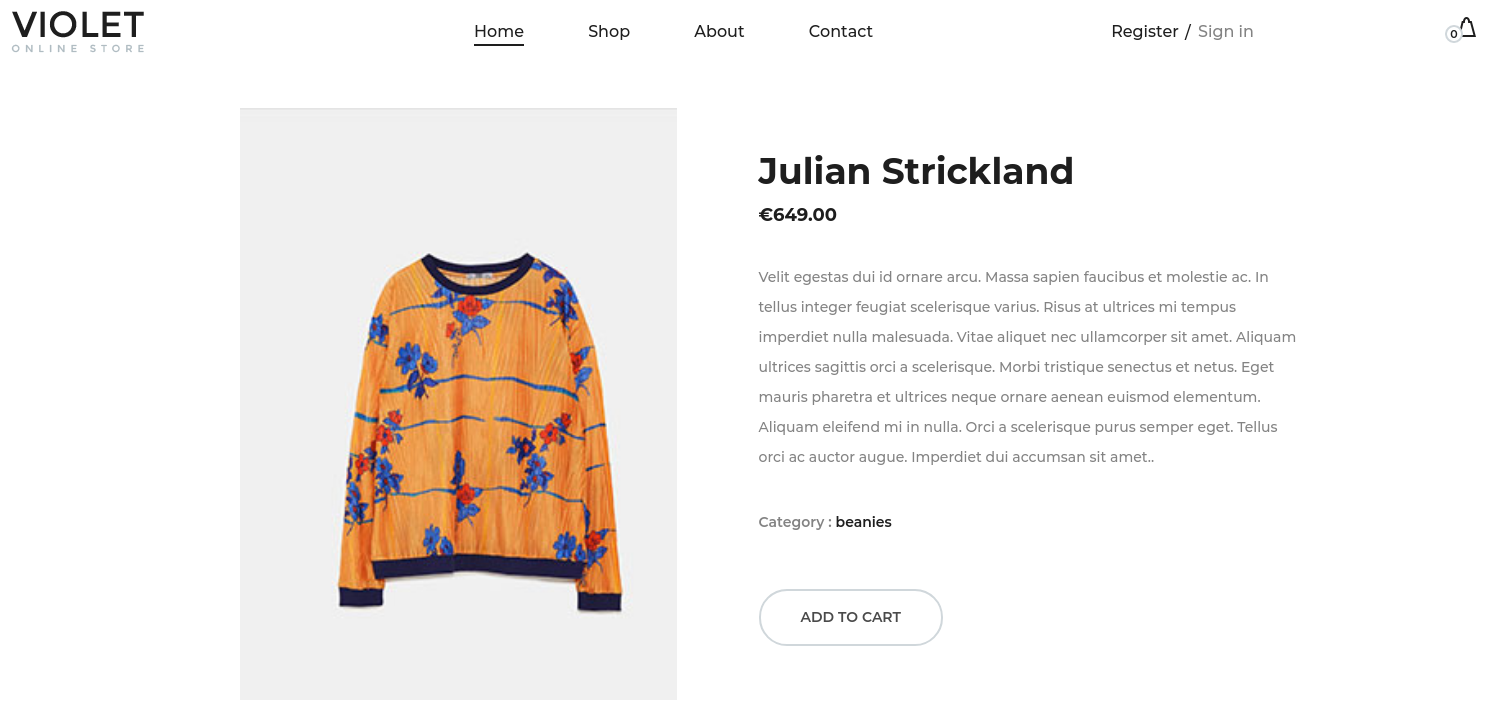 VIOLET
ONLINE STORE
Home Shop About Contact
Register / Sign in
0
Julian Strickland
€649.00
Velit egestas dui id ornare arcu. Massa sapien faucibus et molestie ac. In
tellus integer feugiat scelerisque varius. Risus at ultrices mi tempus
imperdiet nulla malesuada. Vitae aliquet nec ullamcorper sit amet. Aliquam
ultrices sagittis orci a scelerisque. Morbi tristique senectus et netus. Eget
mauris pharetra et ultrices neque ornare aenean euismod elementum.
Aliquam eleifend mi in nulla. Orci a scelerisque purus semper eget. Tellus
orci ac auctor augue. Imperdiet dui accumsan sit amet..
Category : beanies
ADD TO CART